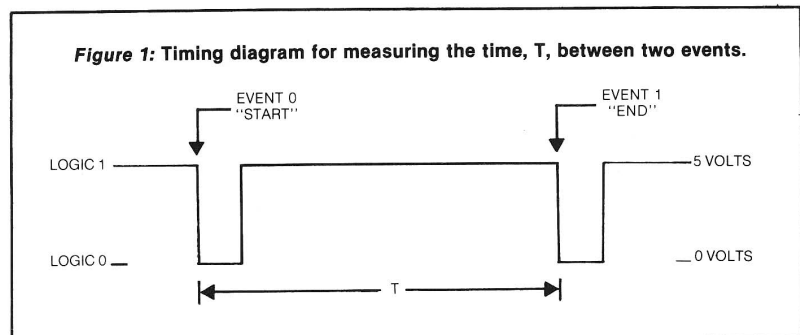 Figure 1: Timing diagram for measuring the time, T, between two events.
EVENT 0
"START"
EVENT 1
"END"
LOGIC 1
5 VOLTS
LOGIC 0
0 VOLTS
T